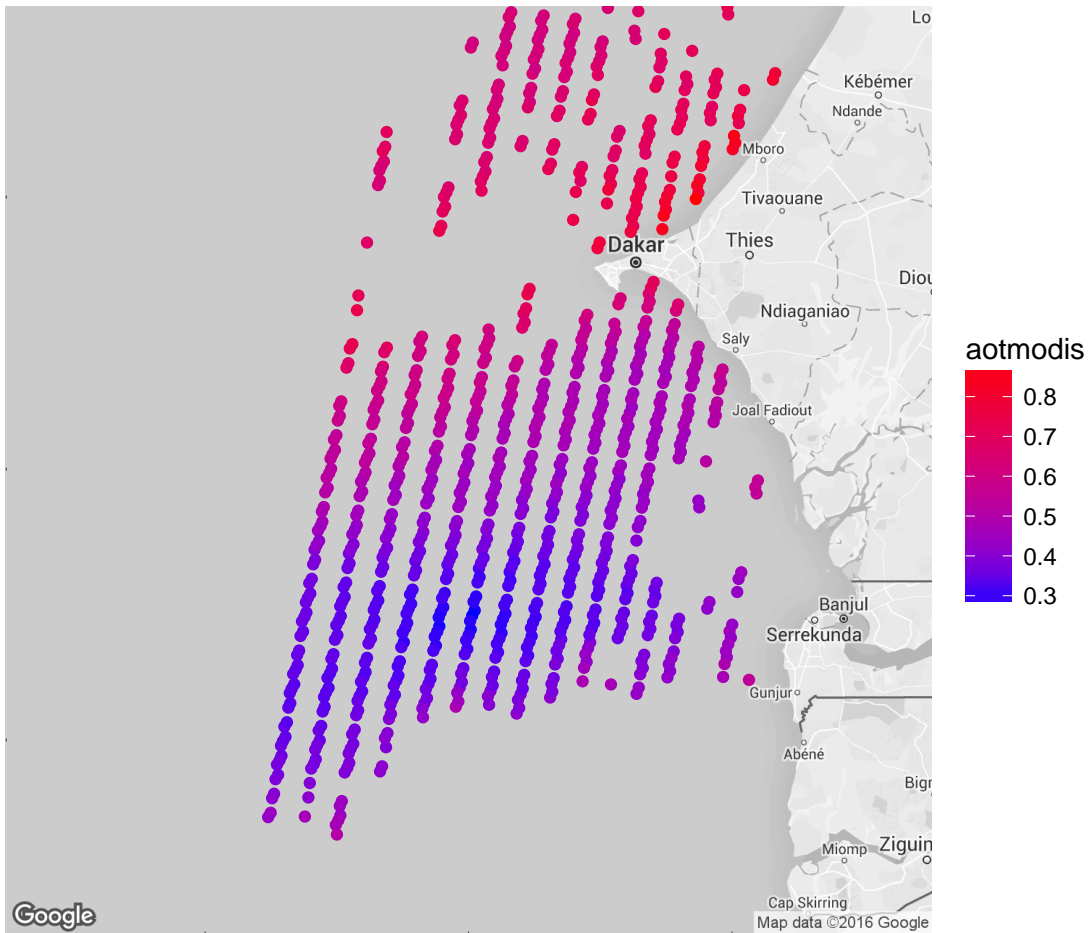 Lo
Kébémer
Ndande
Mboro
Tivaouane
Dakar
Thies
Diou
Ndiaganiao
Saly
Joal Fadiout
Banjul
Serrekunda
Gunjur
Abéné
Bigr
Miomp
Ziguin
Cap Skirring
Google
Map data ©2016 Google
aotmodis
0.8
0.7
0.6
0.5
0.4
0.3